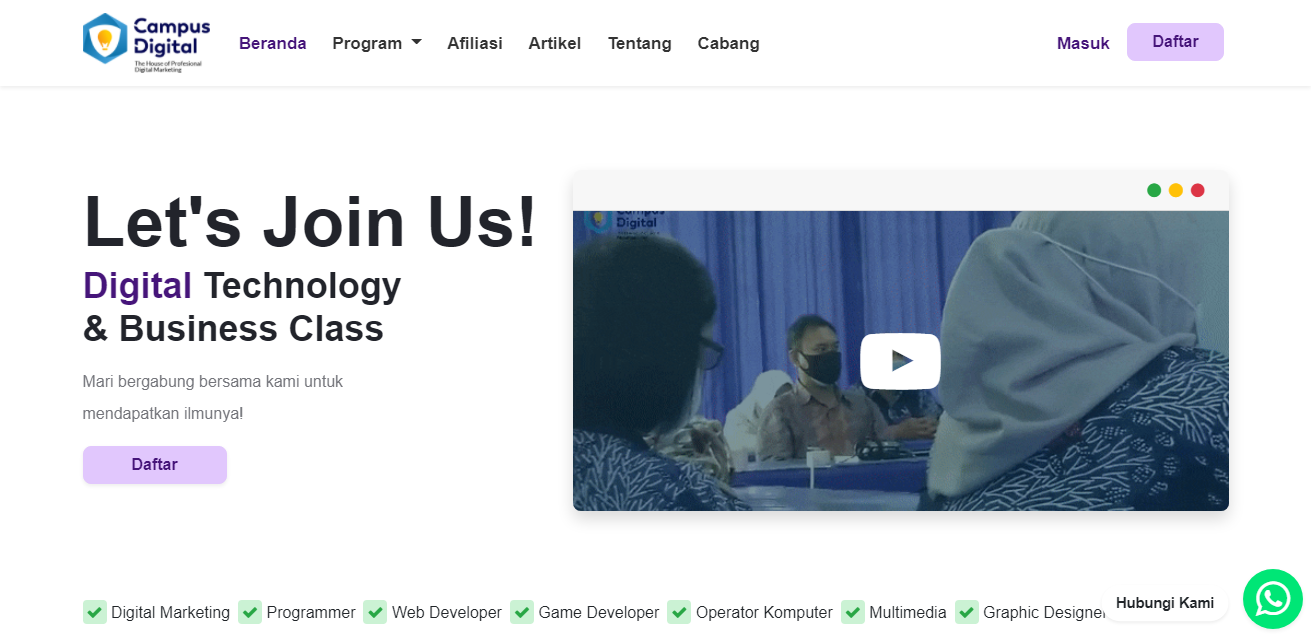 Campus
Digital
The House of Profesional
Digital Marketing
Beranda
Program
Afiliasi
Artikel
Tentang
Cabang
Masuk
Daftar
Let's Join Us!
Digital Technology
& Business Class
Mari bergabung bersama kami untuk
mendapatkan ilmunya!
Daftar
Campus
Digital
Digital Marketing
Programmer
Web Developer
Game Developer
Operator Komputer
Multimedia
Graphic Designer
Hubungi Kami